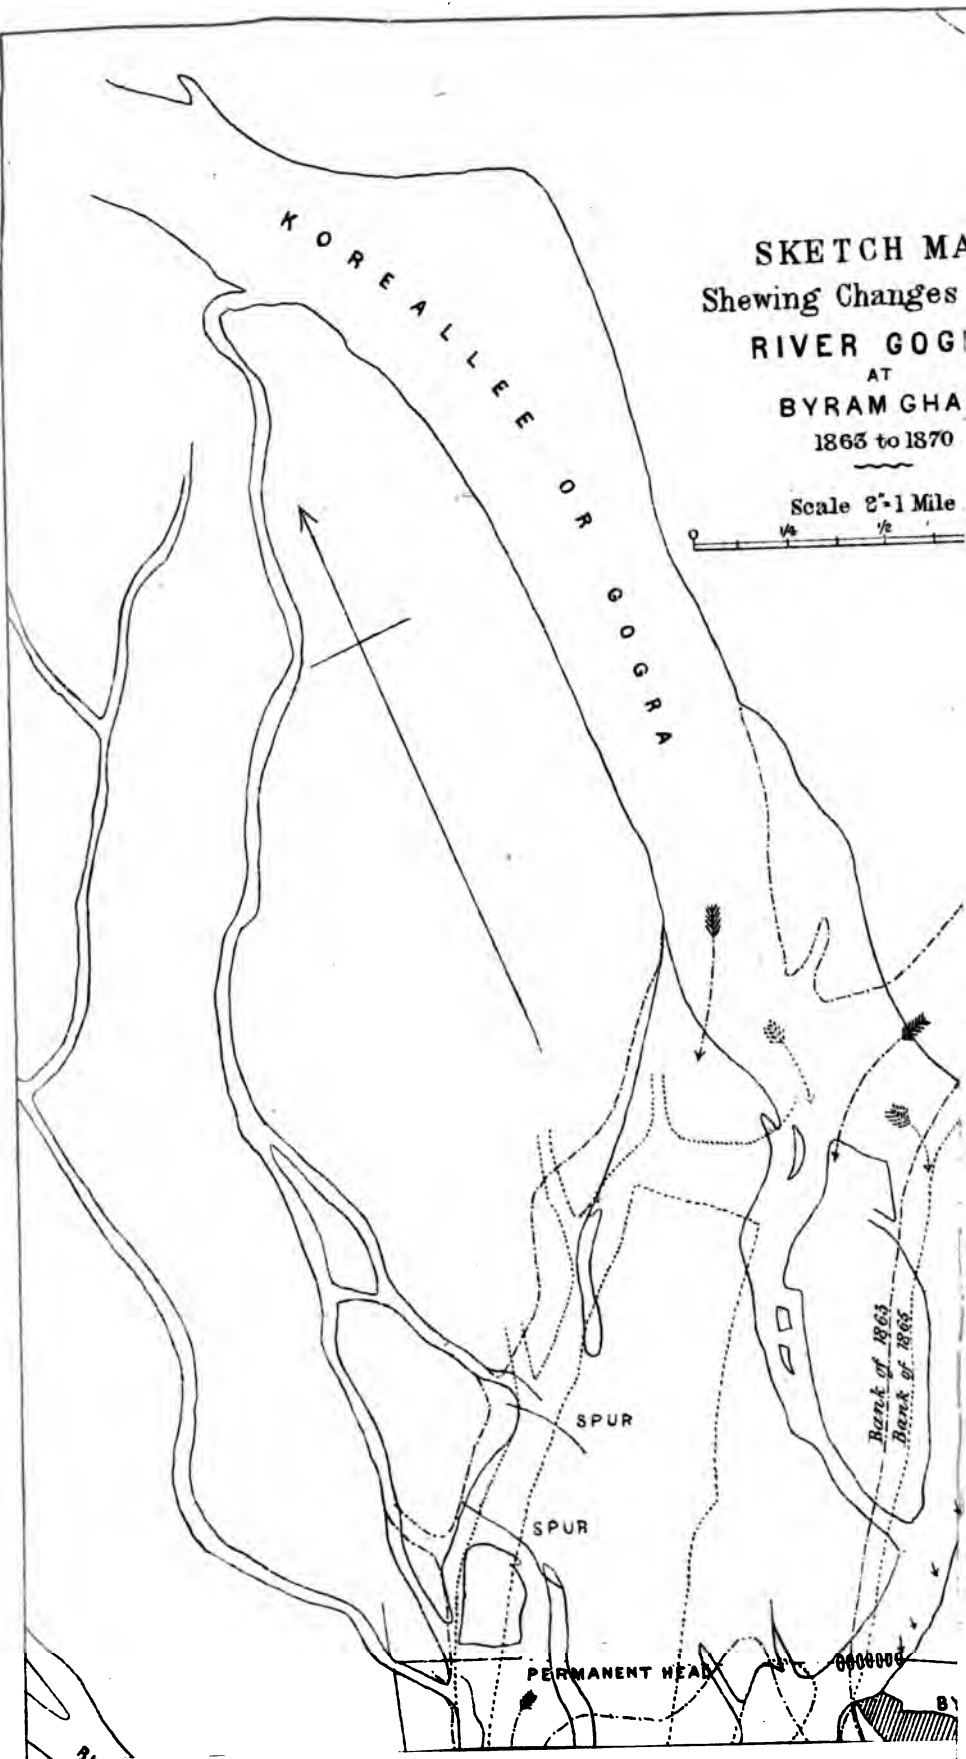 SKETCH MA
Shewing Changes
RIVER GOG
AT
BYRAM GHA
1863 to 1870
Scale 2"=1 Mile
0 1/4 1/2
KOREALLEE OR GOGRA
Bank of 1863
Bank of 1865
SPUR
SPUR
PERMANENT HEAD
BY